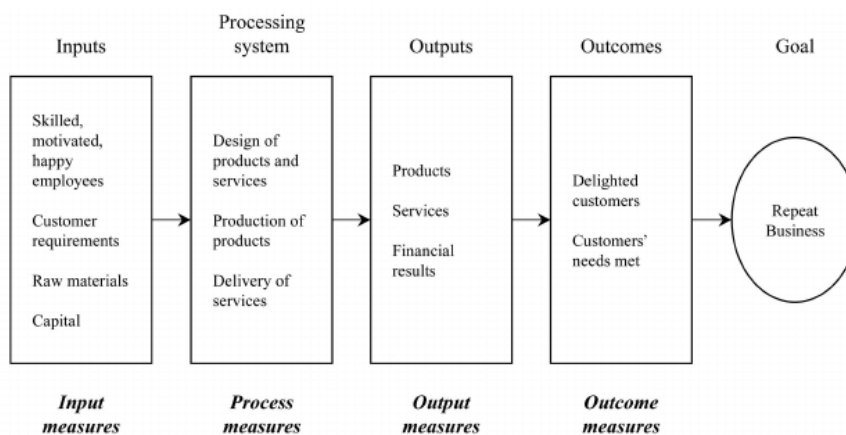 Inputs
Processing
system
Outputs
Outcomes
Goal
Skilled,
motivated,
happy
employees
Customer
requirements
Raw materials
Capital
Design of
products and
services
Production of
products
Delivery of
services
Products
Services
Financial
results
Delighted
customers
Customers'
needs met
Repeat
Business
Input
measures
Process
measures
Output
measures
Outcome
measures